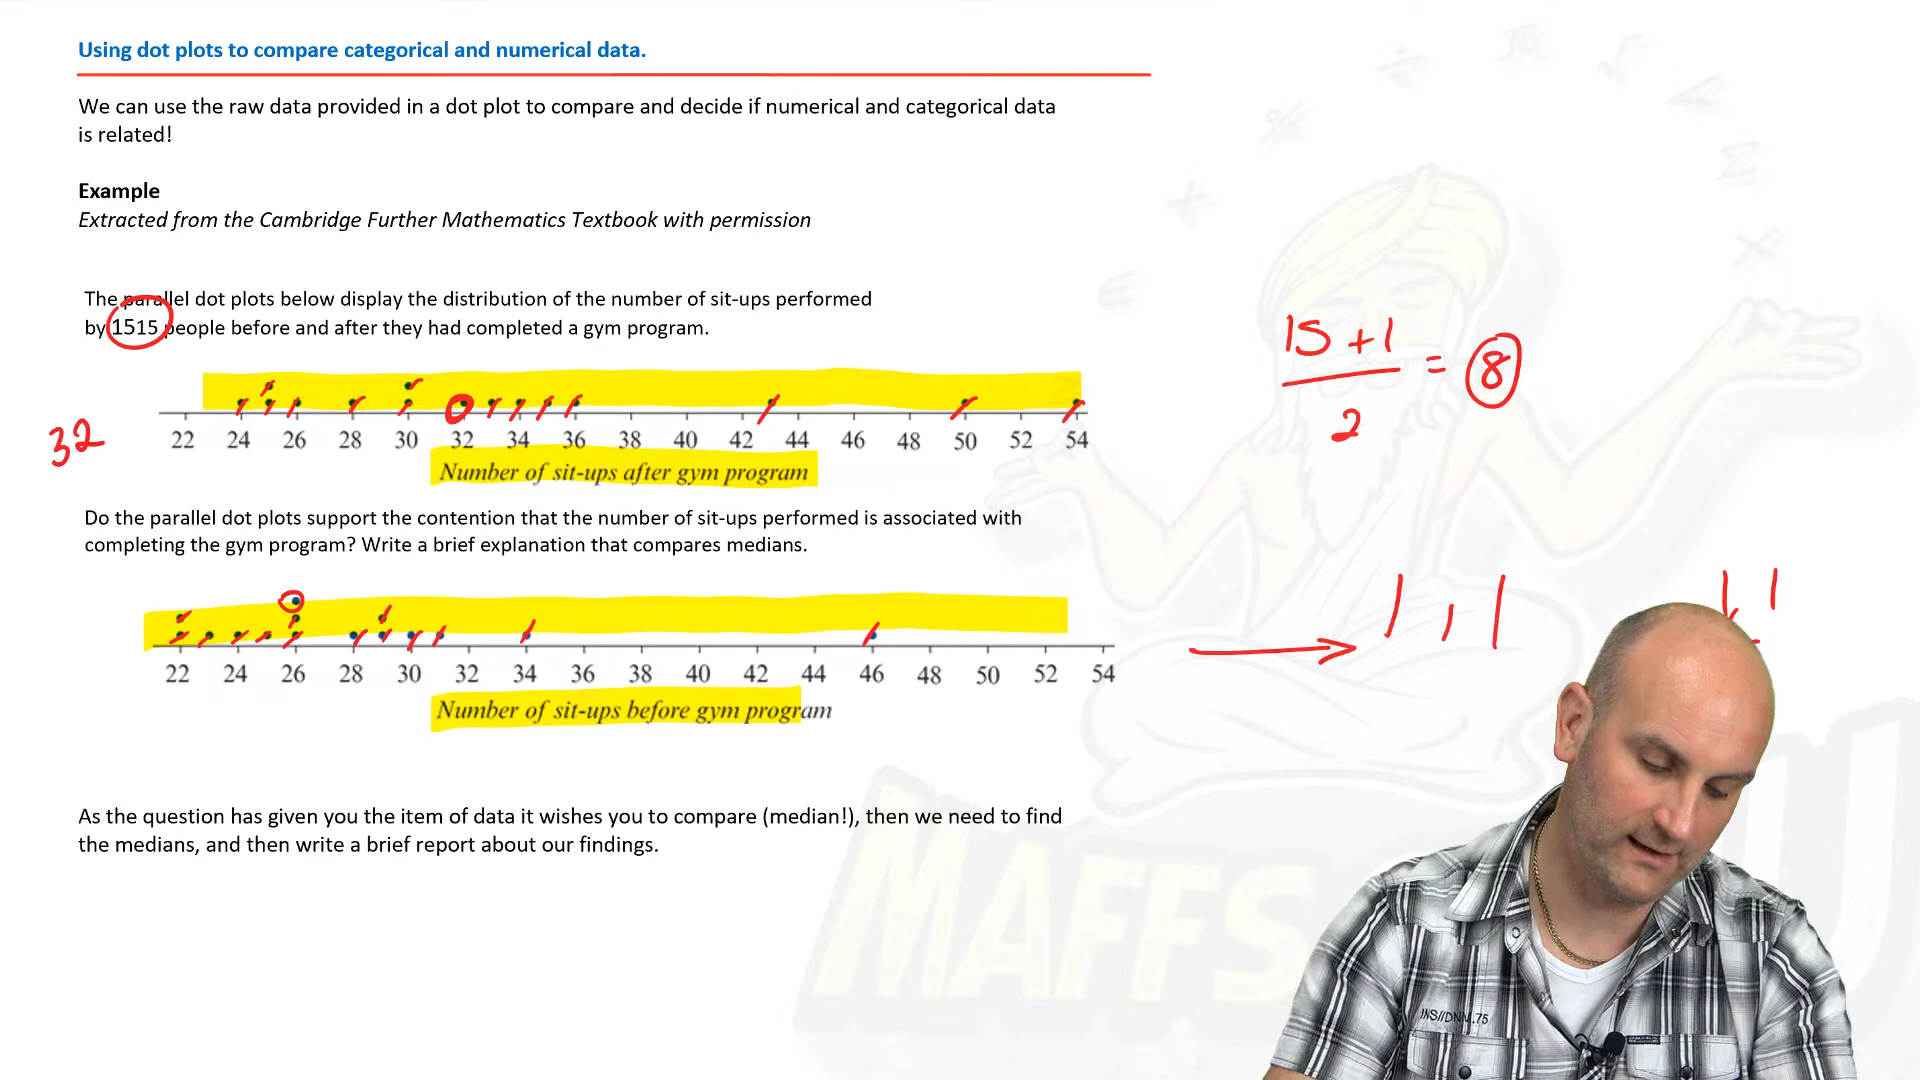 Using dot plots to compare categorical and numerical data.
We can use the raw data provided in a dot plot to compare and decide if numerical and categorical data
is related!
Example
Extracted from the Cambridge Further Mathematics Textbook with permission
The parallel dot plots below display the distribution of the number of sit-ups performed
by 1515 people before and after they had completed a gym program.
15 + 1
= 8
2
32
22 24 26 28 30 32 34 36 38 40 42 44 46 48 50 52 54
Number of sit-ups after gym program
Do the parallel dot plots support the contention that the number of sit-ups performed is associated with
completing the gym program? Write a brief explanation that compares medians.
22 24 26 28 30 32 34 36 38 40 42 44 46 48 50 52 54
Number of sit-ups before gym program
As the question has given you the item of data it wishes you to compare (median!), then we need to find
the medians, and then write a brief report about our findings.
MAFFS